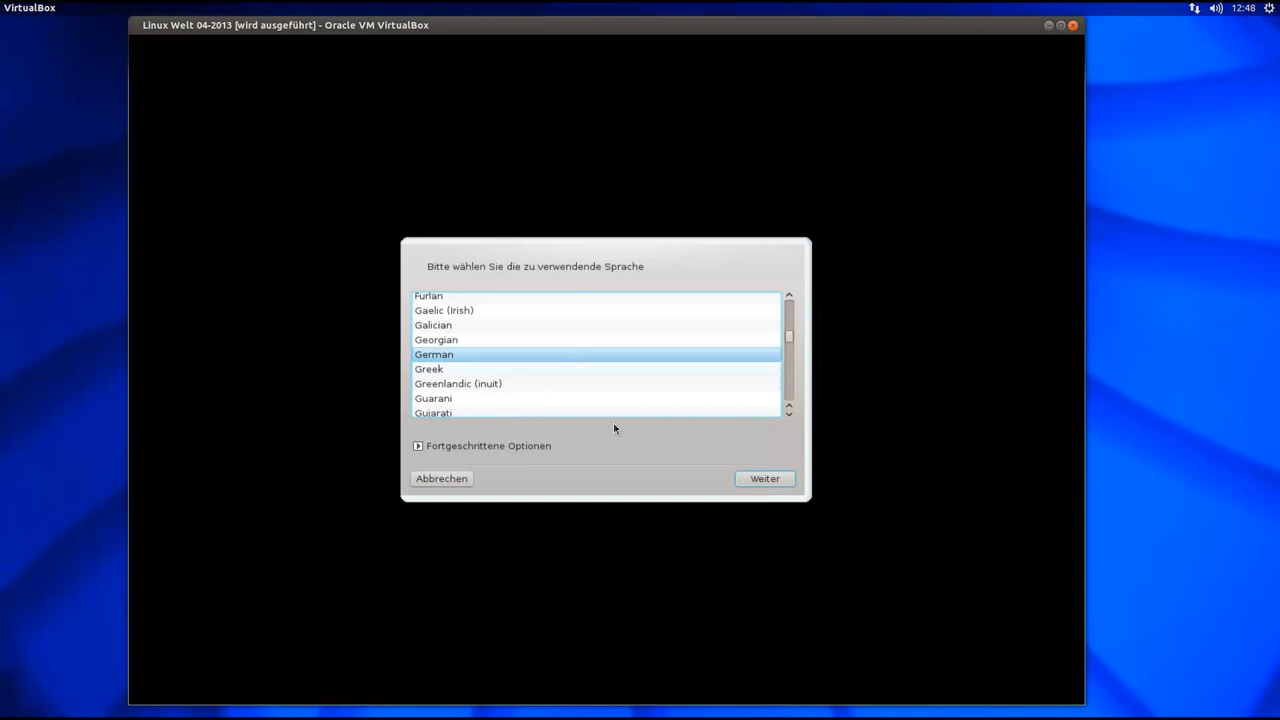 VirtualBox
12:48
Linux Welt 04-2013 [wird ausgeführt] - Oracle VM VirtualBox
Bitte wählen Sie die zu verwendende Sprache
Furlan
Gaelic (Irish)
Galician
Georgian
German
Greek
Greenlandic (inuit)
Guarani
Gujarati
Fortgeschrittene Optionen
Abbrechen
Weiter